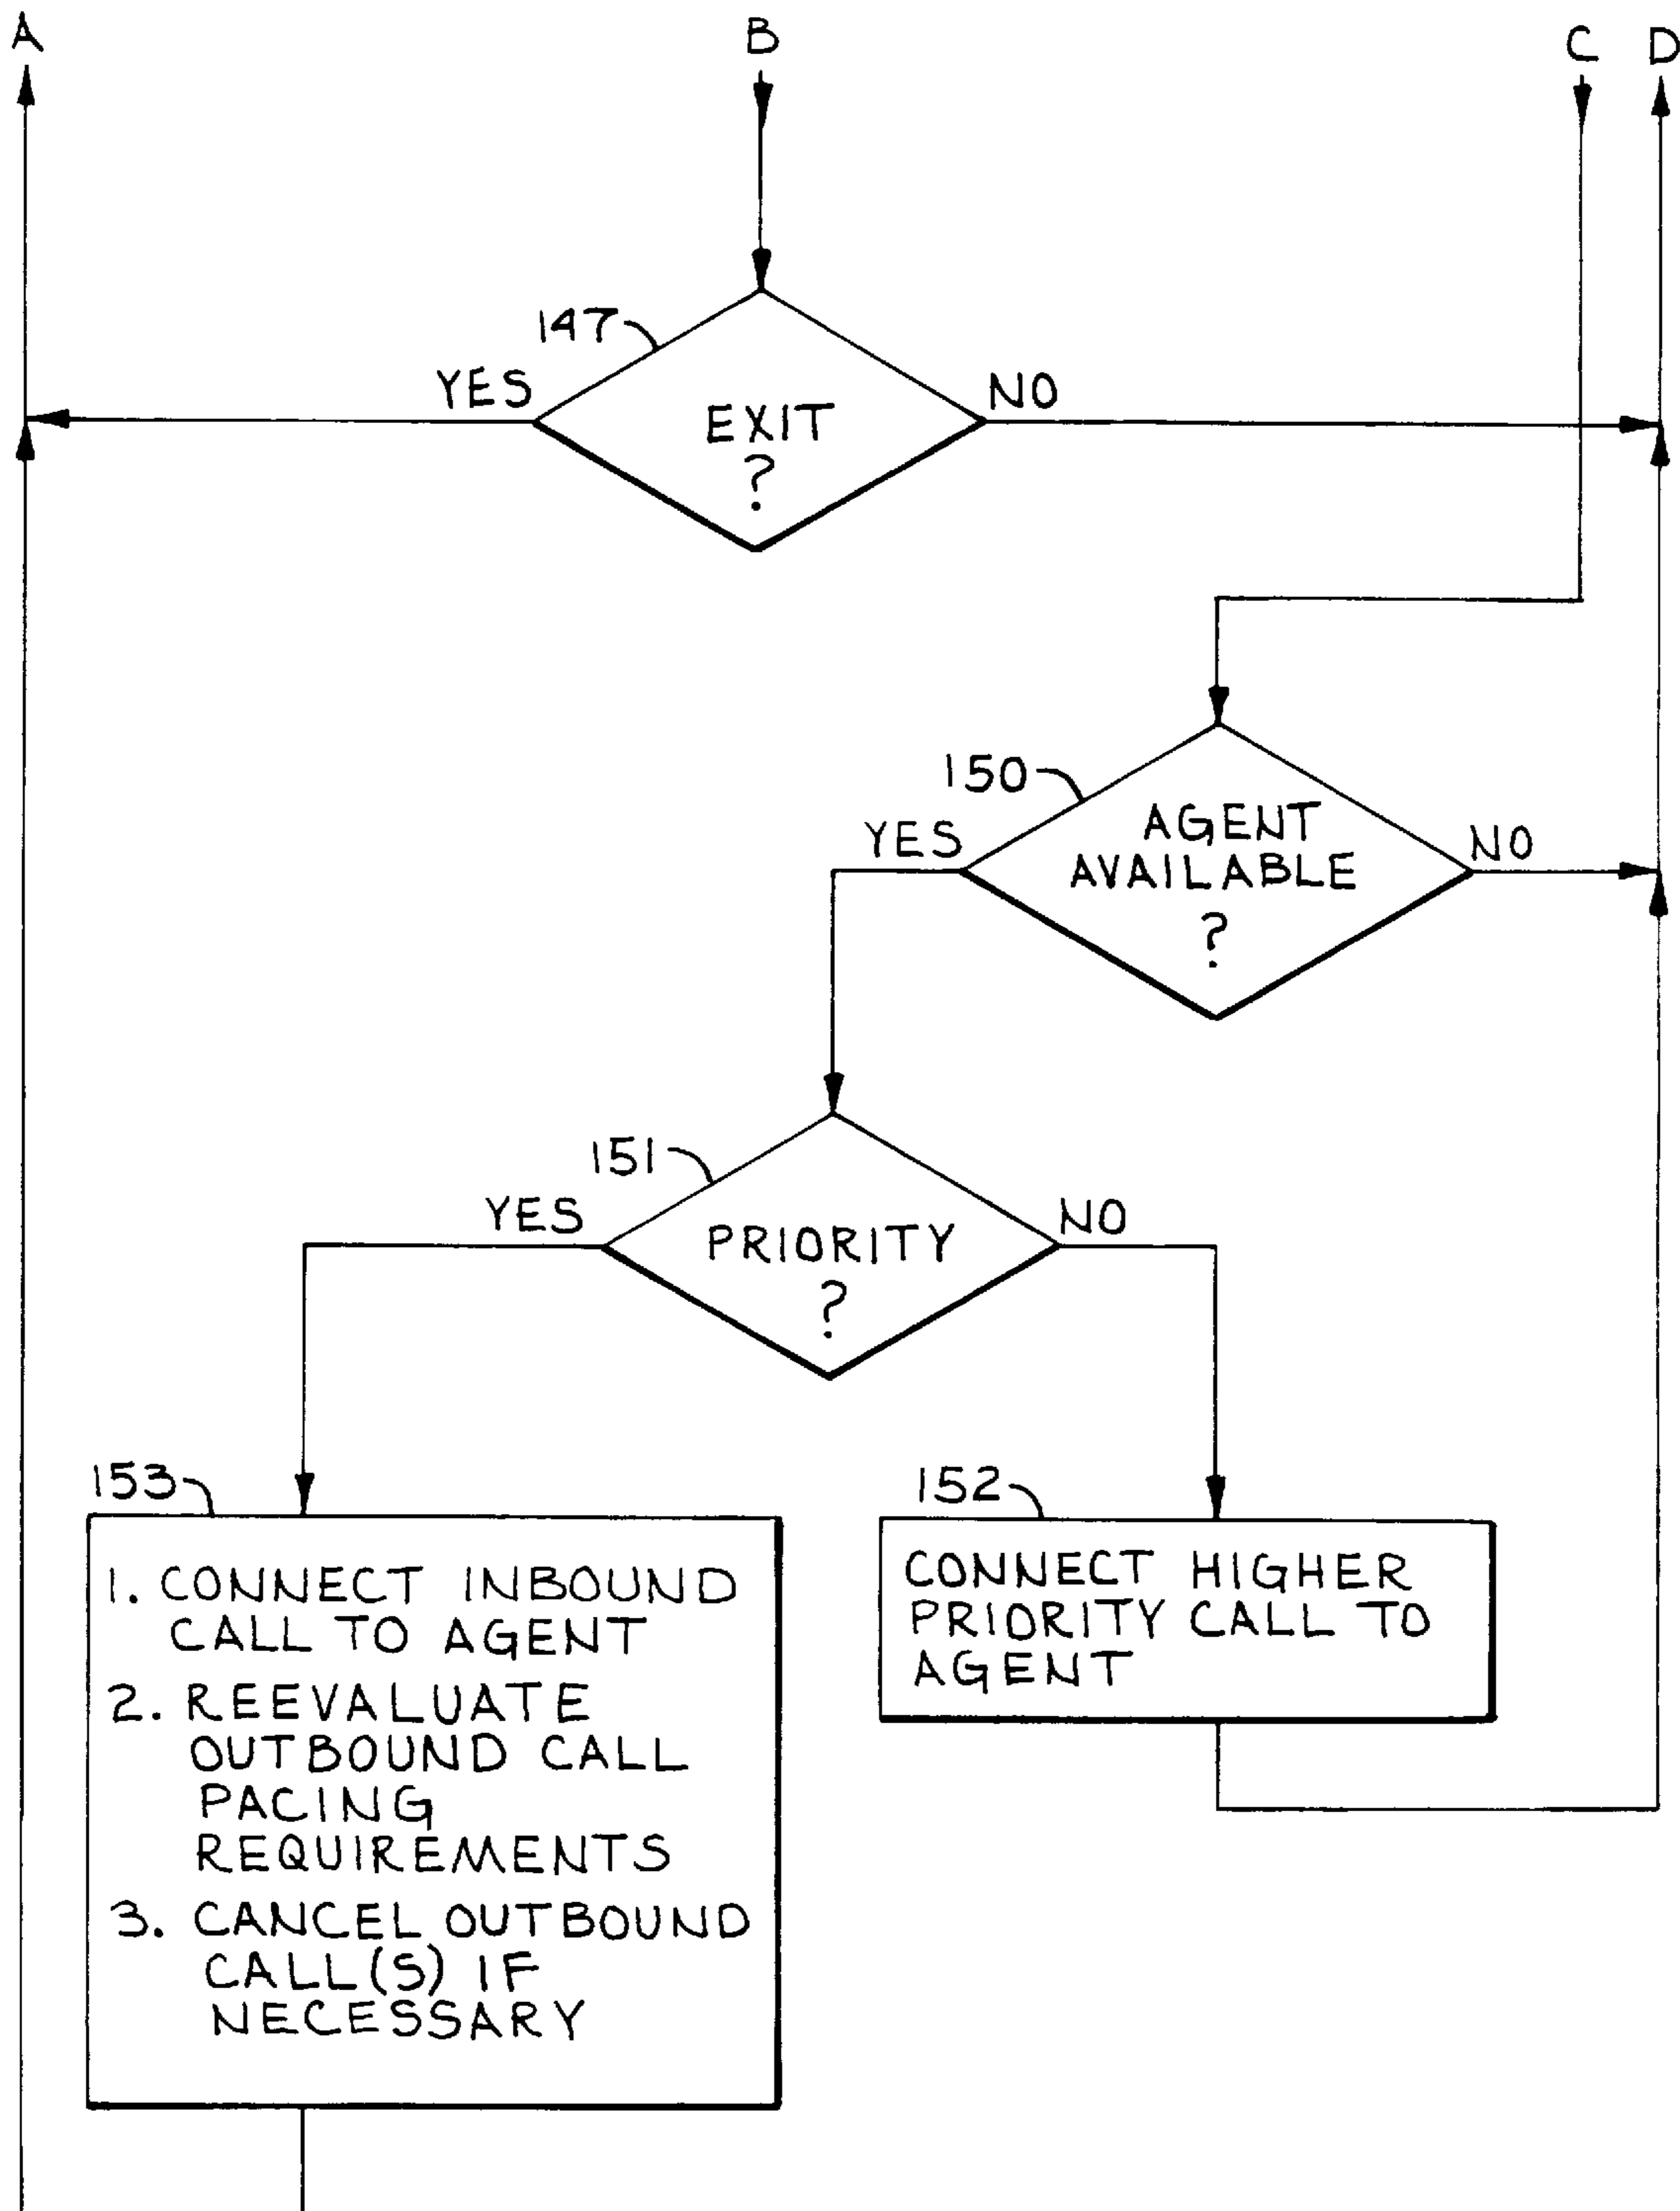 A
B
C
D
147
YES
NO
EXIT
?
150
YES
NO
AGENT
AVAILABLE
?
151
YES
NO
PRIORITY
?
153
1. CONNECT INBOUND
CALL TO AGENT
2. REEVALUATE
OUTBOUND CALL
PACING
REQUIREMENTS
3. CANCEL OUTBOUND
CALL(S) IF
NECESSARY
152
CONNECT HIGHER
PRIORITY CALL TO
AGENT